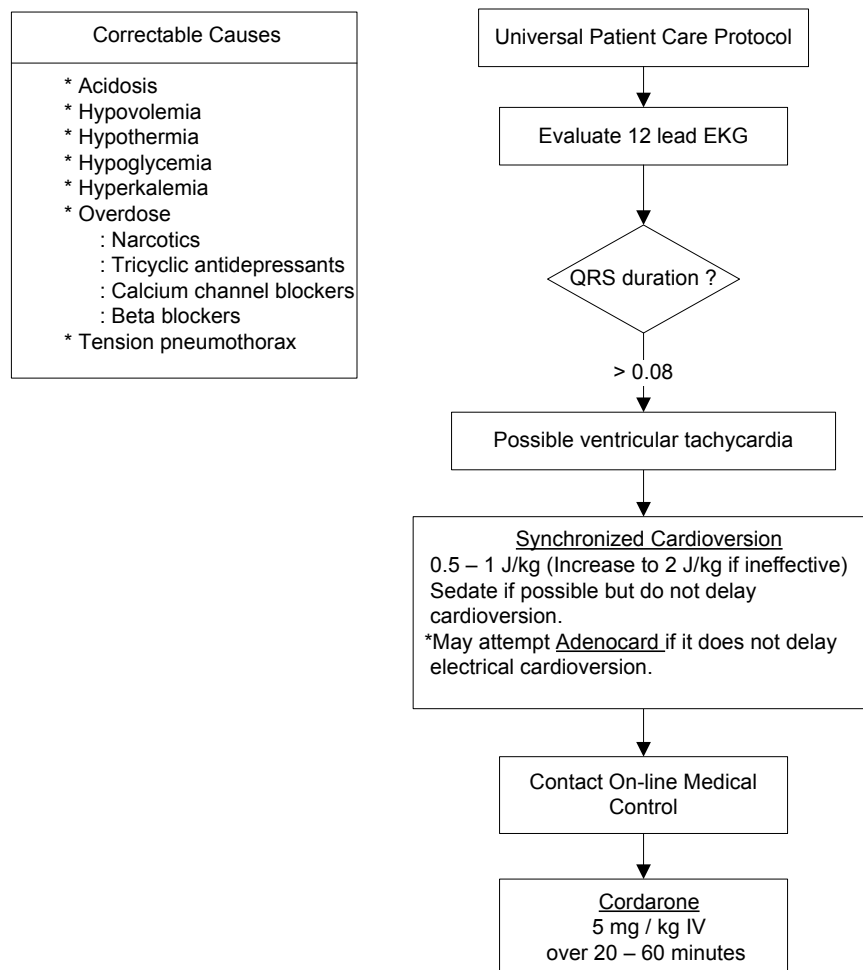 Correctable Causes
* Acidosis
* Hypovolemia
* Hypothermia
* Hypoglycemia
* Hyperkalemia
* Overdose
: Narcotics
: Tricyclic antidepressants
: Calcium channel blockers
: Beta blockers
* Tension pneumothorax
Universal Patient Care Protocol
Evaluate 12 lead EKG
QRS duration ?
> 0.08
Possible ventricular tachycardia
Synchronized Cardioversion
0.5 – 1 J/kg (Increase to 2 J/kg if ineffective)
Sedate if possible but do not delay
cardioversion.
*May attempt Adenocard if it does not delay
electrical cardioversion.
Contact On-line Medical
Control
Cordarone
5 mg / kg IV
over 20 – 60 minutes